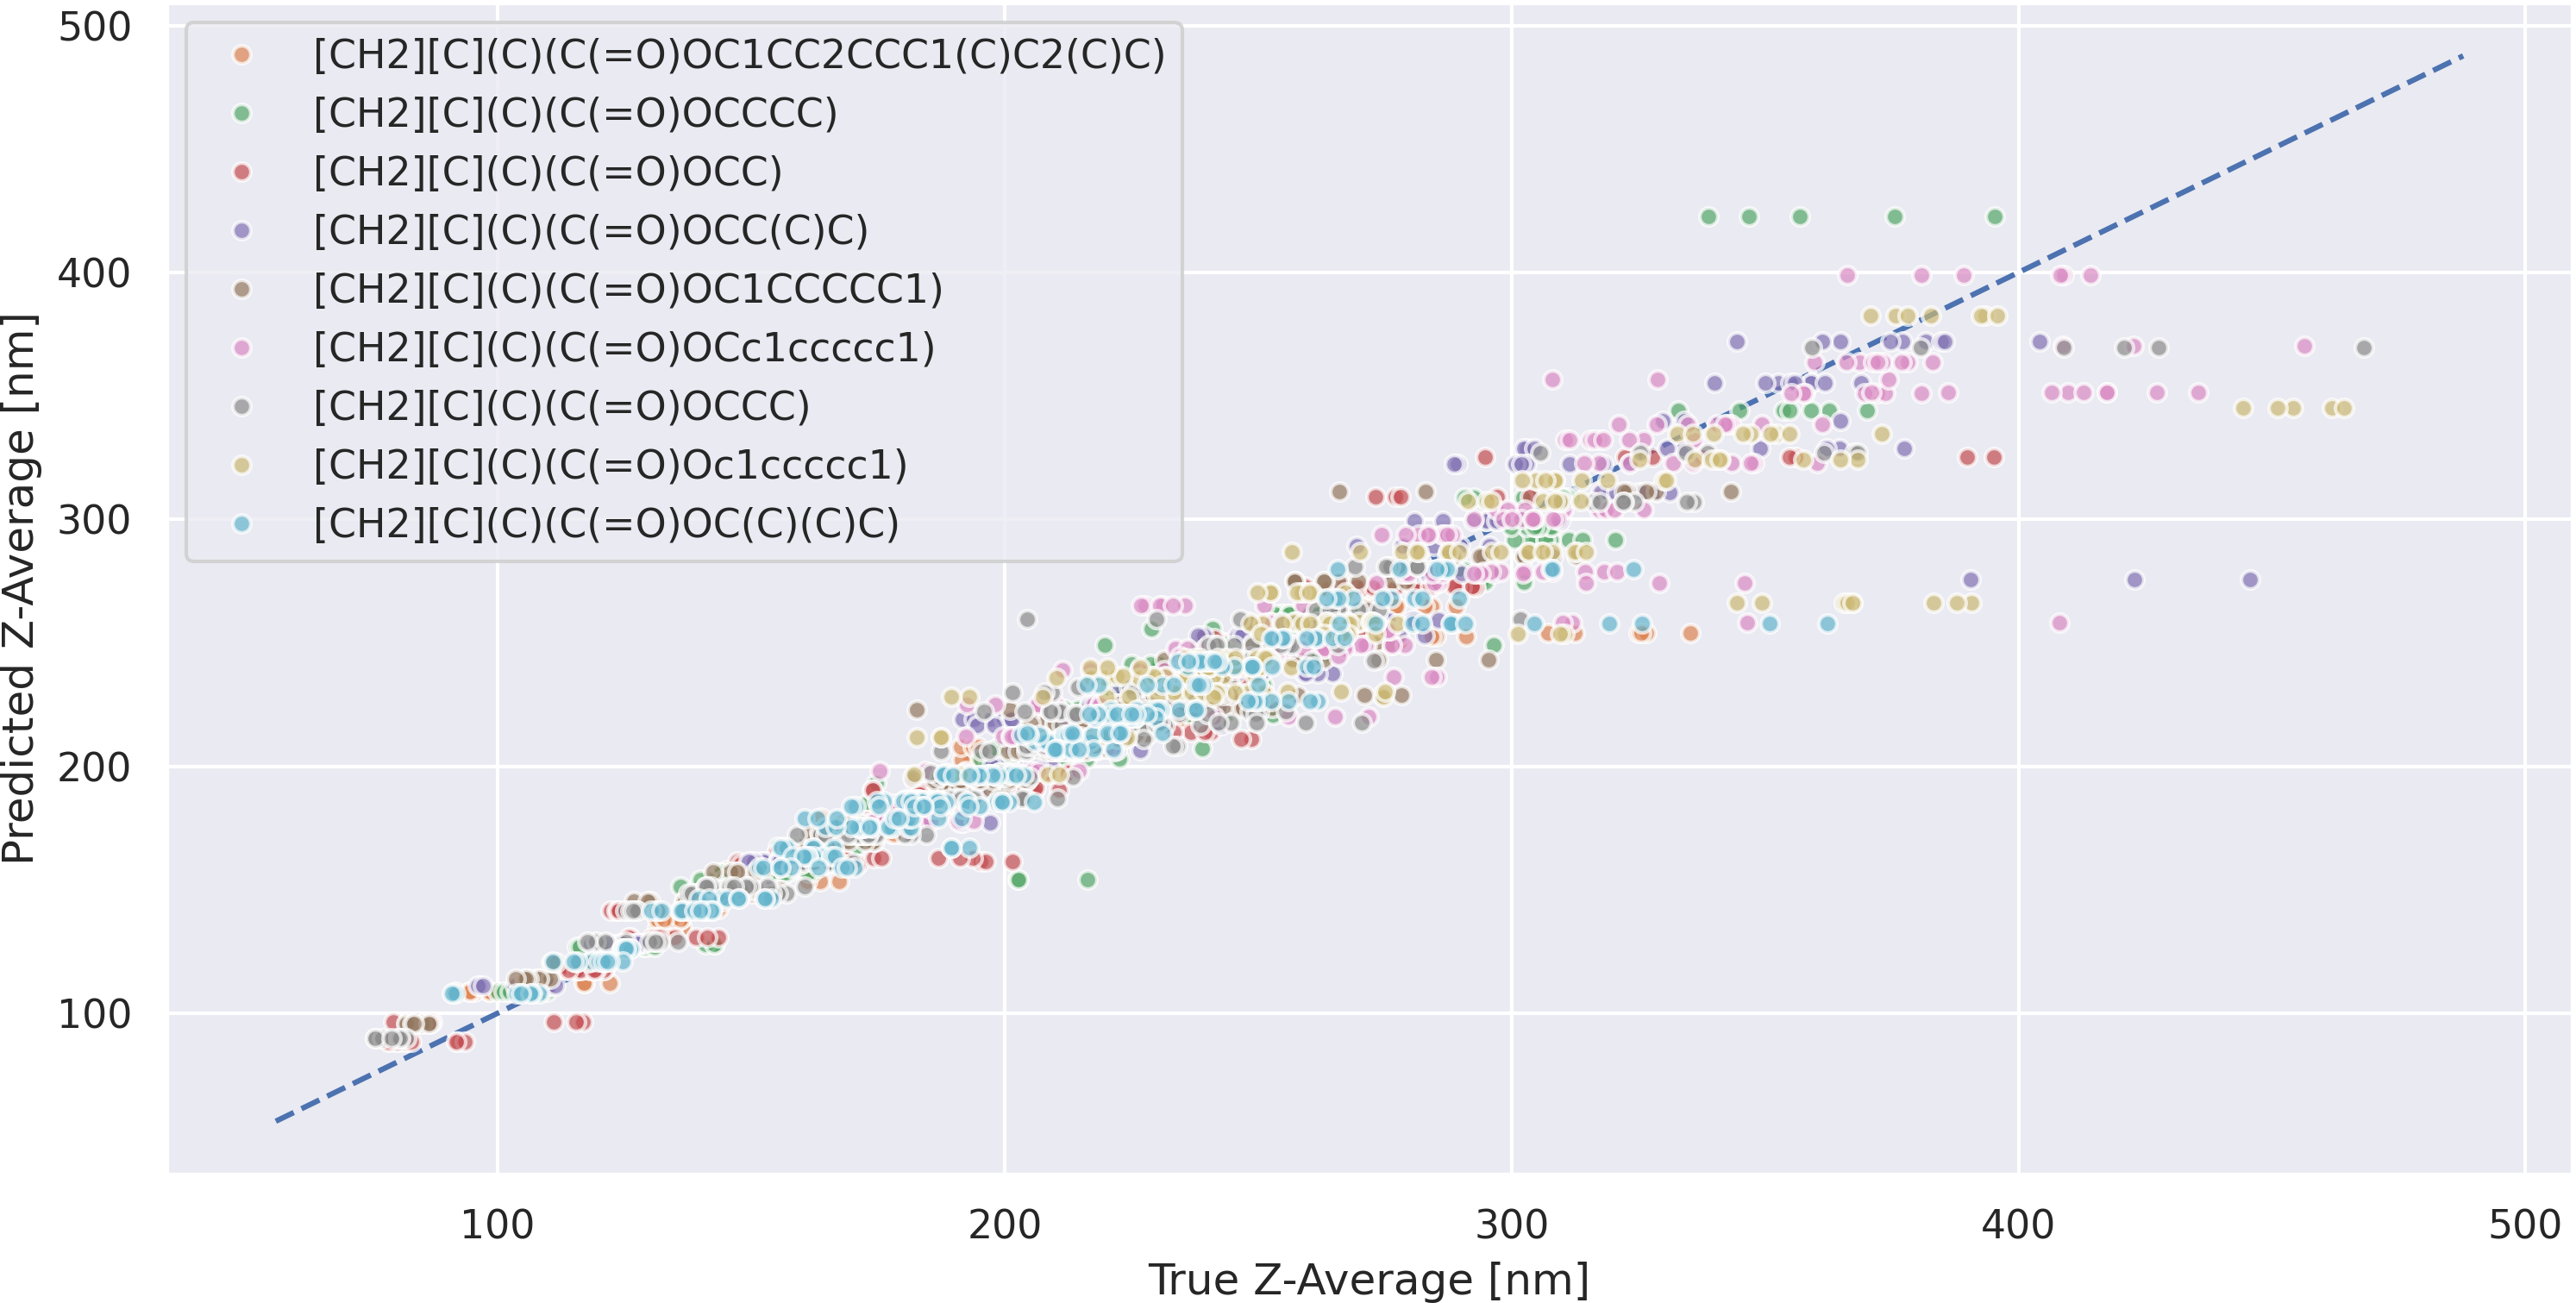 500
400
300
200
100
Predicted Z-Average [nm]
[CH2][C](C)(C(=O)OC1CC2CCC1(C)C2(C)C)
[CH2][C](C)(C(=O)OCCCC)
[CH2][C](C)(C(=O)OCC)
[CH2][C](C)(C(=O)OCC(C)C)
[CH2][C](C)(C(=O)OC1CCCCC1)
[CH2][C](C)(C(=O)OCc1ccccc1)
[CH2][C](C)(C(=O)OCCC)
[CH2][C](C)(C(=O)Oc1ccccc1)
[CH2][C](C)(C(=O)OC(C)(C)C)
100 200 300 400 500
True Z-Average [nm]